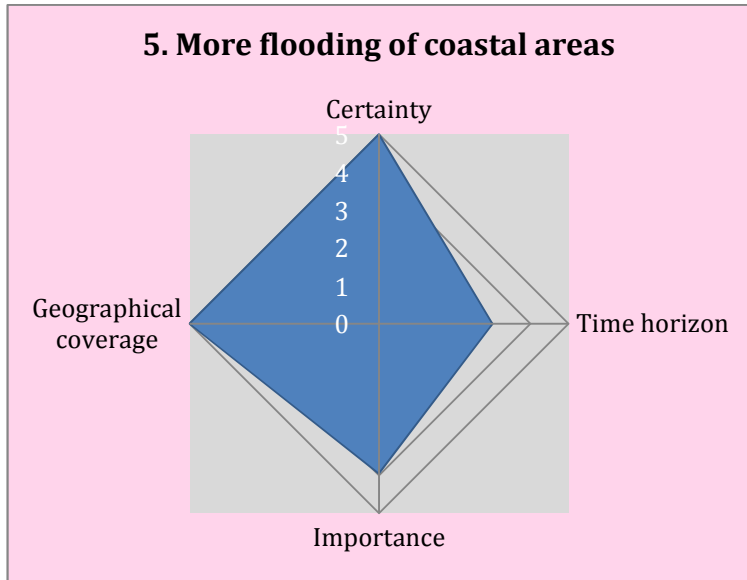 5. More flooding of coastal areas
Certainty
5
4
3
2
1
0
Geographical
coverage
Time horizon
Importance